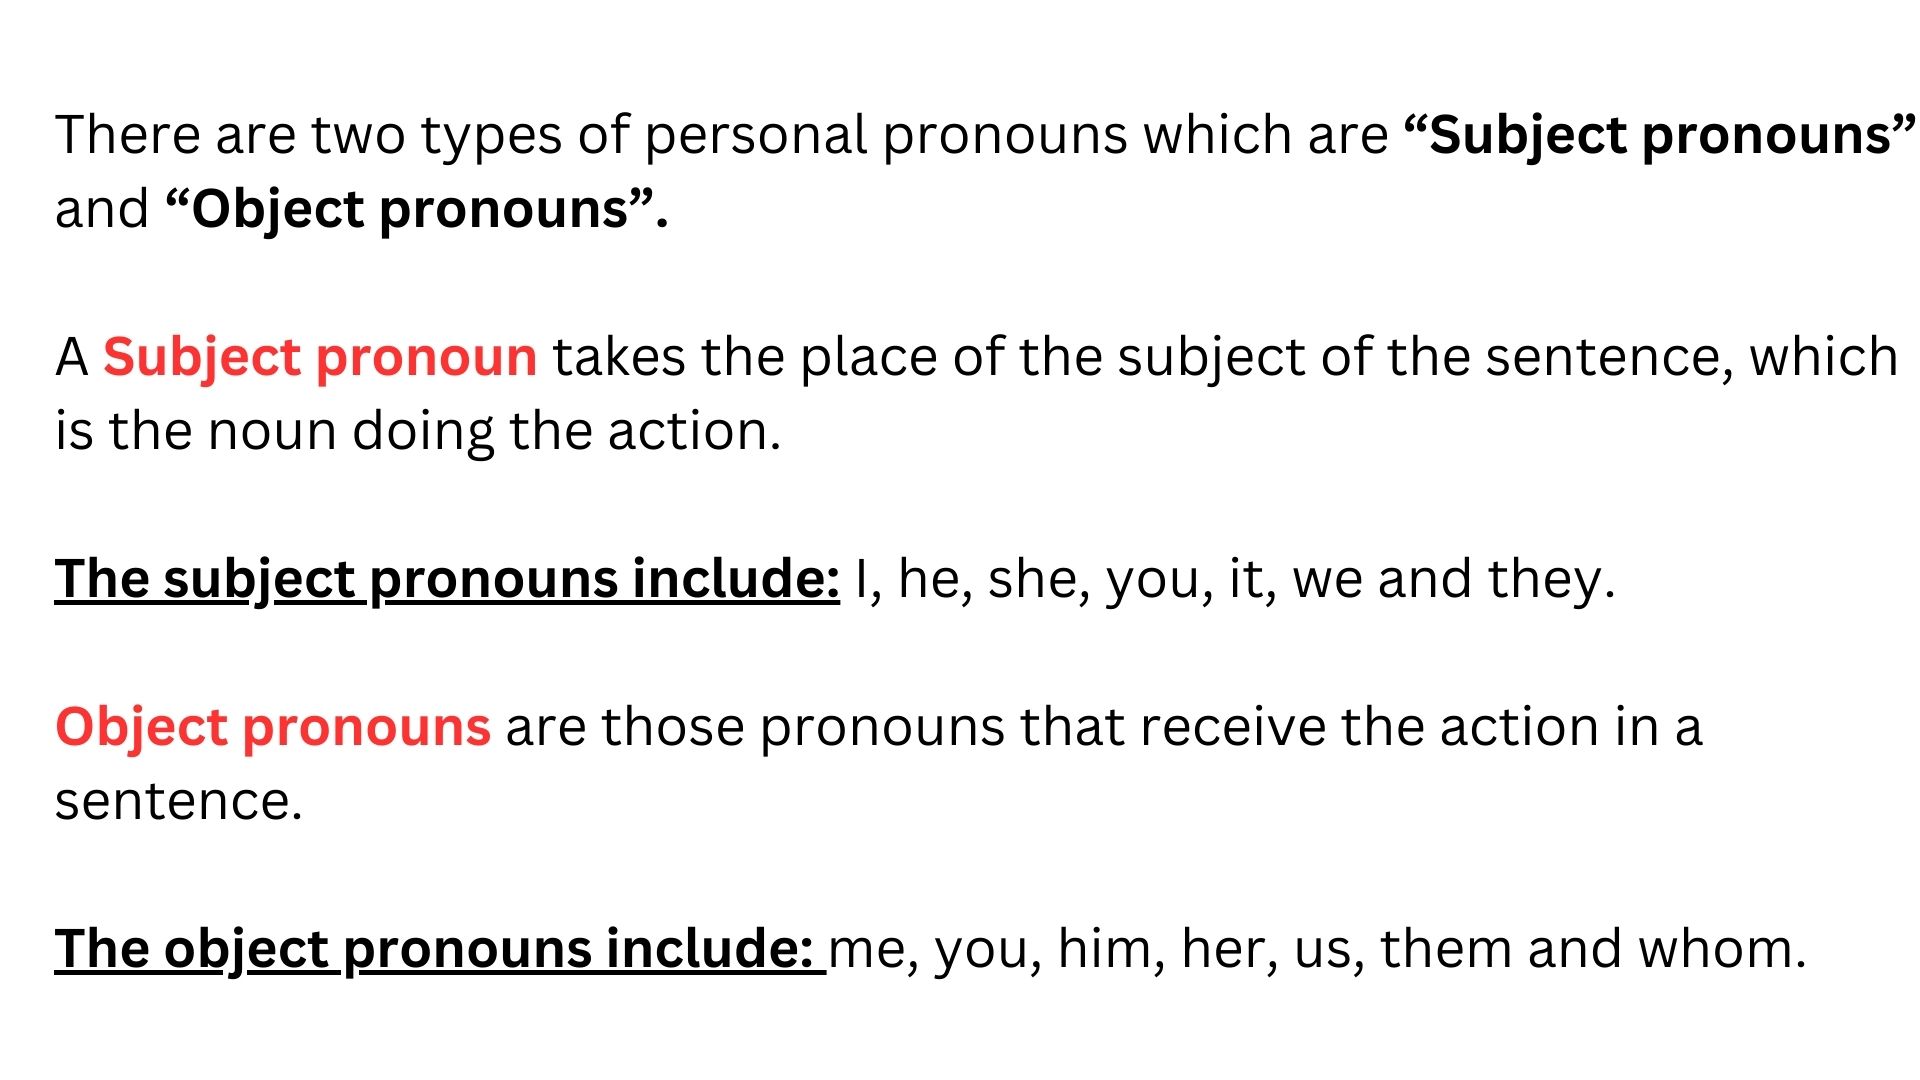 There are two types of personal pronouns which are “Subject pronouns”
and “Object pronouns”.
A Subject pronoun takes the place of the subject of the sentence, which
is the noun doing the action.
The subject pronouns include: I, he, she, you, it, we and they.
Object pronouns are those pronouns that receive the action in a
sentence.
The object pronouns include: me, you, him, her, us, them and whom.